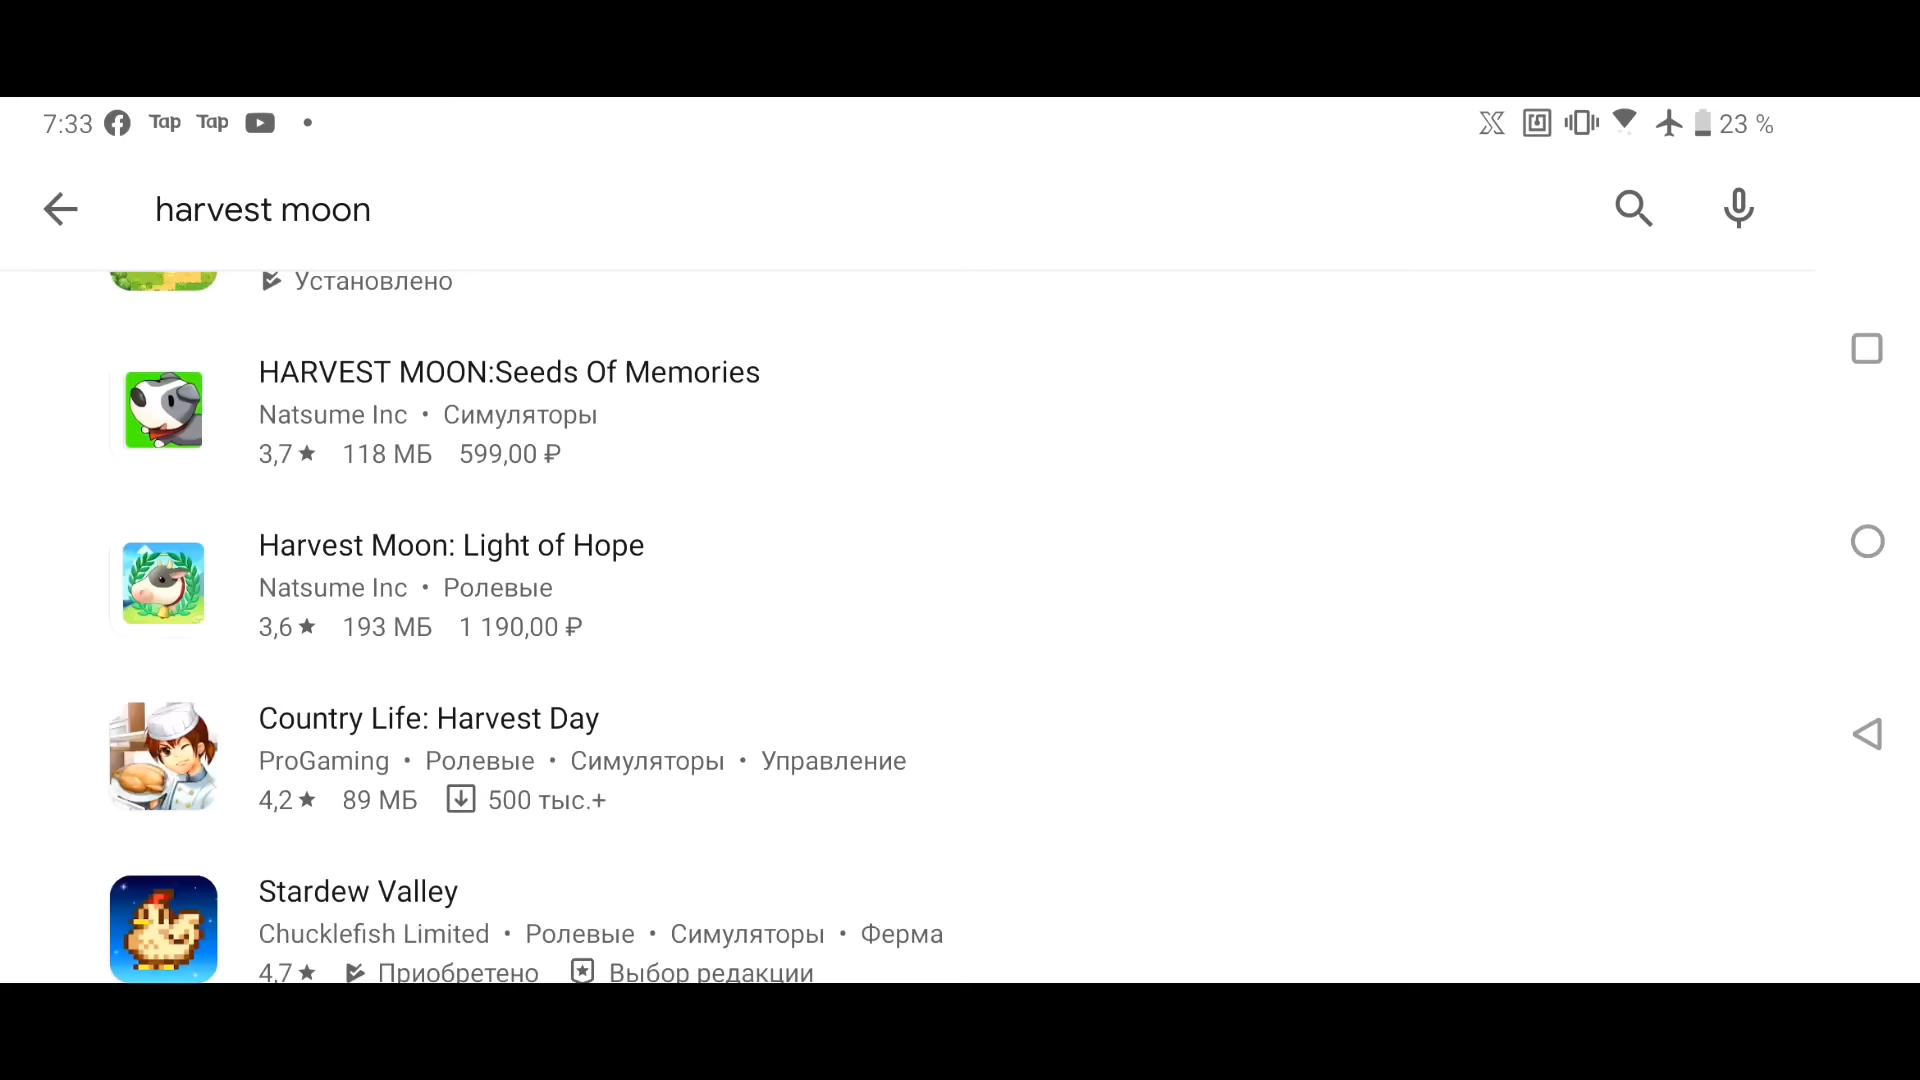 7:33 Tap Tap 23 %
harvest moon
Установлено
HARVEST MOON:Seeds Of Memories
Natsume Inc • Симуляторы
3,7 ★ 118 МБ 599,00 ₽
Harvest Moon: Light of Hope
Natsume Inc • Ролевые
3,6 ★ 193 МБ 1 190,00 ₽
Country Life: Harvest Day
ProGaming • Ролевые • Симуляторы • Управление
4,2 ★ 89 МБ 500 тыс.+
Stardew Valley
Chucklefish Limited • Ролевые • Симуляторы • Ферма
4,7 ★ Приобретено Выбор редакции